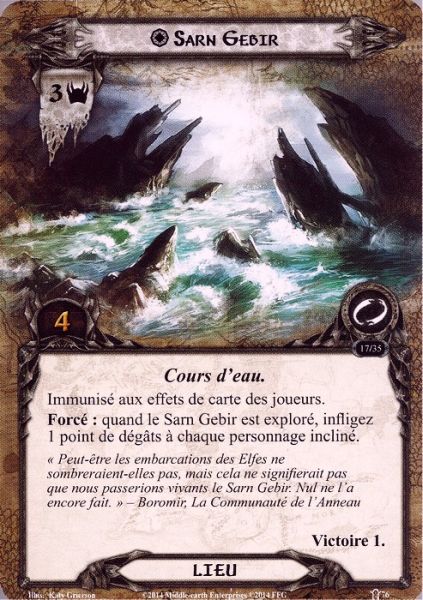 Sarn Gebir
3
4
17/35
Cours d'eau.
Immunisé aux effets de carte des joueurs.
Forcé : quand le Sarn Gebir est exploré, infligez
1 point de dégâts à chaque personnage incliné.
« Peut-être les embarcations des Elfes ne
sombreraient-elles pas, mais cela ne signifierait pas
que nous passerions vivants le Sarn Gebir. Nul ne l'a
encore fait. » – Boromir, La Communauté de l'Anneau
Victoire 1.
LIEU
Illus. Katy Grierson ©2014 Middle-earth Enterprises ©2014 FFG 76